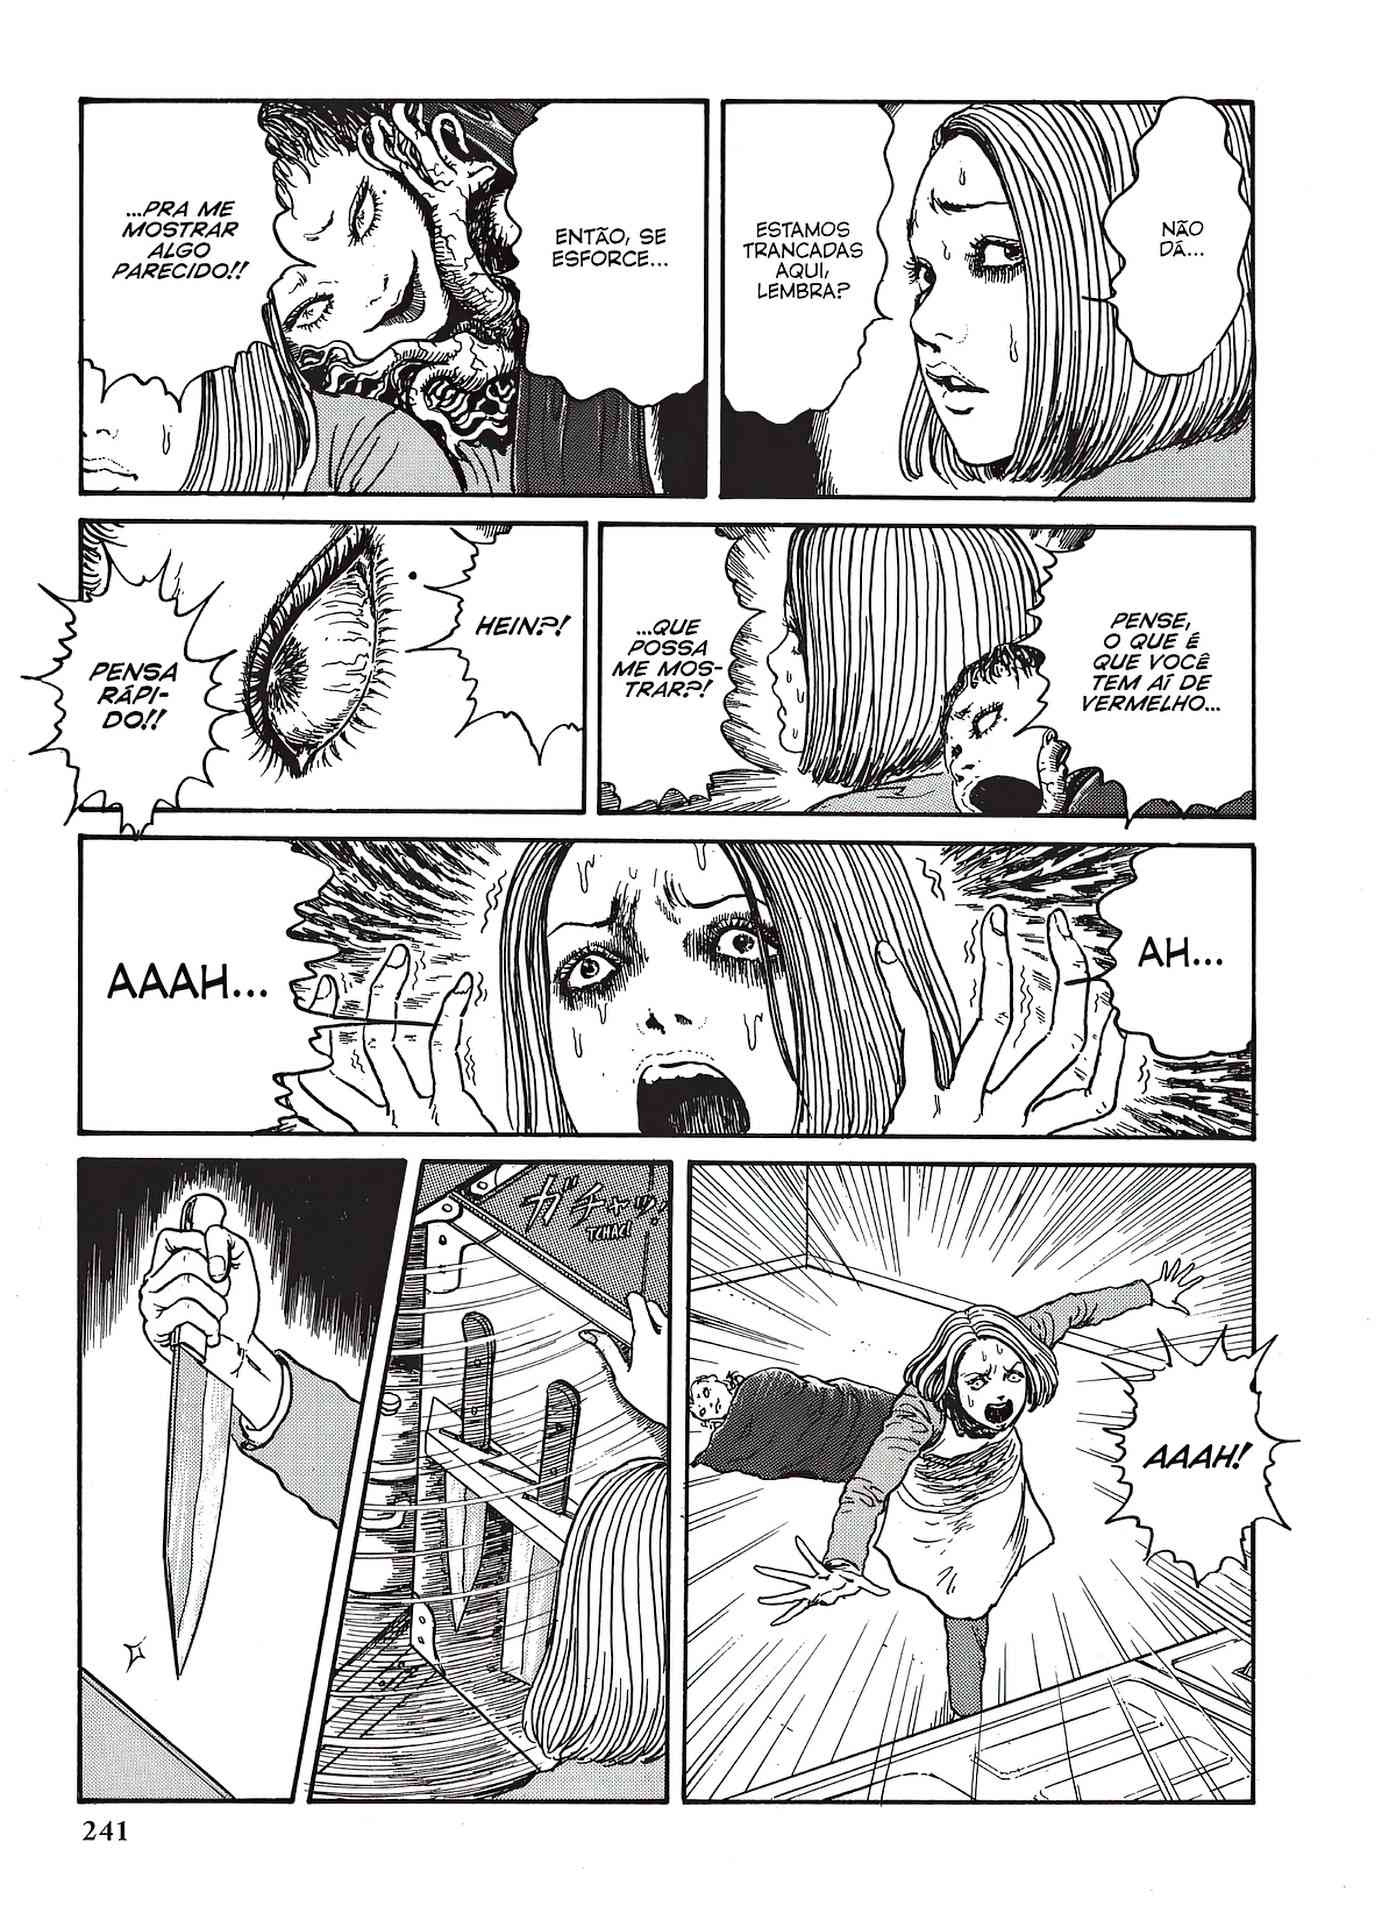 NÃO
DÁ...
ESTAMOS
TRANCADAS
AQUI,
LEMBRA?
ENTÃO, SE
ESFORCE...
...PRA ME
MOSTRAR
ALGO
PARECIDO!!
PENSE,
O QUE É
QUE VOCÊ
TEM AÍ DE
VERMELHO...
...QUE
POSSA
ME MOS-
TRAR?!
HEIN?!
PENSA
RÁPI-
DO!!
AH...
AAAH...
AAAH!
ガチャッ
TCHAC!
241